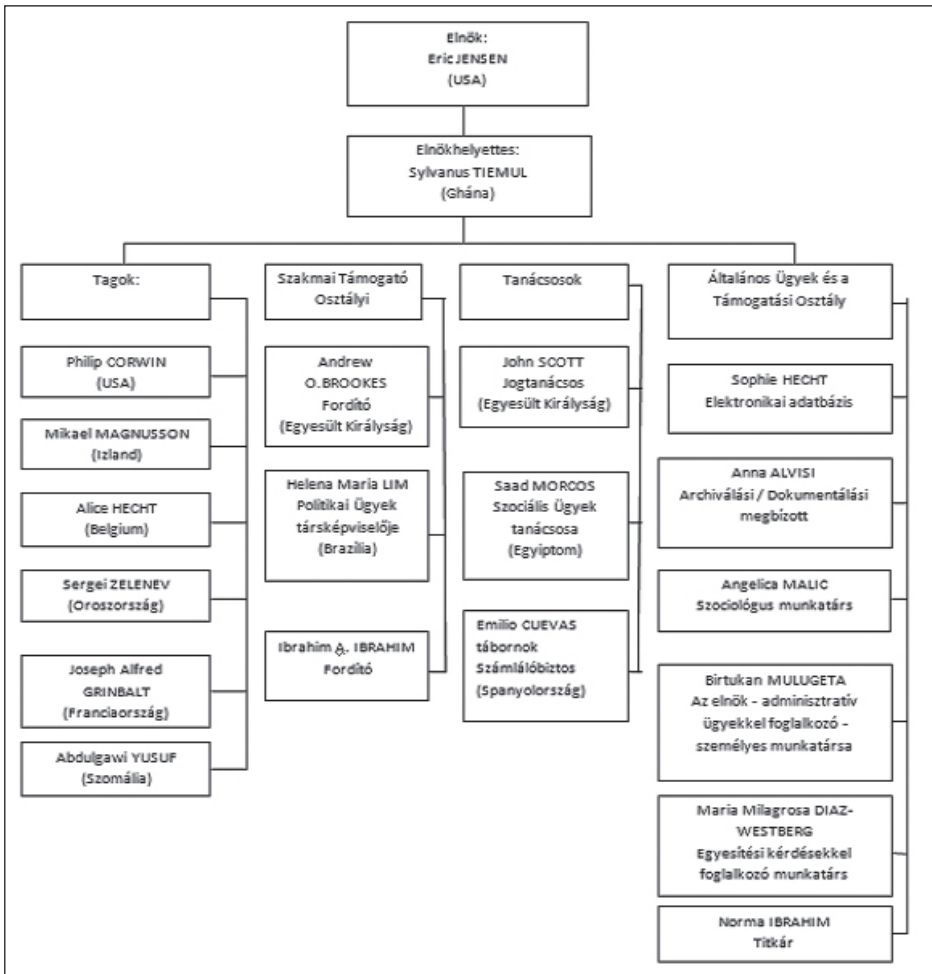 Elnök:
Eric JENSEN
(USA)
Elnökhelyettes:
Sylvanus TIEMUL
(Ghána)
Tagok:
Philip CORWIN
(USA)
Mikael MAGNUSSON
(Izland)
Alice HECHT
(Belgium)
Sergei ZELENEV
(Oroszország)
Joseph Alfred
GRINBALT
(Franciaország)
Abdulgawi YUSUF
(Szomália)
Szakmai Támogató
Osztályi
Andrew
O.BROOKES
Fordító
(Egyesült Királyság)
Helena Maria LIM
Politikai Ügyek
társképviselője
(Brazília)
Ibrahim A. IBRAHIM
Fordító
Tanácsosok
John SCOTT
Jogtanácsos
(Egyesült Királyság)
Saad MORCOS
Szociális Ügyek
tanácsosa
(Egyiptom)
Emilio CUEVAS
tábornok
Számlálóbiztos
(Spanyolország)
Általános Ügyek és a
Támogatási Osztály
Sophie HECHT
Elektronikai adatbázis
Anna ALVISI
Archiválási / Dokumentálási
megbízott
Angelica MALIC
Szociológus munkatárs
Birtukan MULUGETA
Az elnök – adminisztratív
ügyekkel foglalkozó –
személyes munkatársa
Maria Milagrosa DIAZ-
WESTBERG
Egyesítési kérdésekkel
foglalkozó munkatárs
Norma IBRAHIM
Titkár